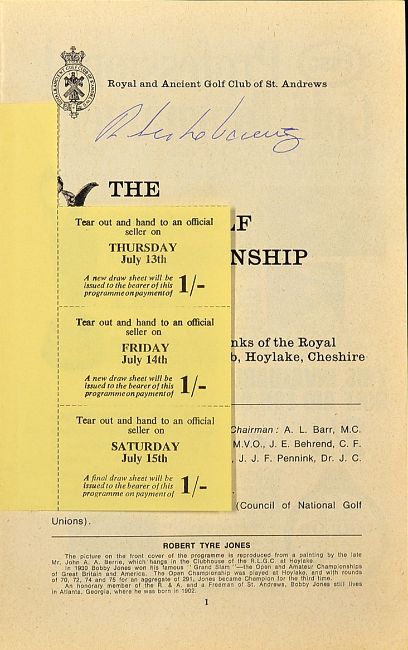 Royal and Ancient Golf Club of St. Andrews
THE
LF
NSHIP
nks of the Royal
b, Hoylake, Cheshire
Tear out and hand to an official
seller on
THURSDAY
July 13th
A new draw sheet will be
issued to the bearer of this
programme on payment of 1/-
Tear out and hand to an official
seller on
FRIDAY
July 14th
A new draw sheet will be
issued to the bearer of this
programme on payment of 1/-
Tear out and hand to an official
seller on
SATURDAY
July 15th
A final draw sheet will be
issued to the bearer of this
programme on payment of 1/-
Chairman: A. L. Barr, M.C.
M.V.O., J. E. Behrend, C. F.
, J. J. F. Pennink, Dr. J. C.
(Council of National Golf
Unions).
ROBERT TYRE JONES
The picture on the front cover of the programme is reproduced from a painting by the late
Mr. John A. A. Berrie, which hangs in the Clubhouse of the R.L.G.C. at Hoylake.
In 1930 Bobby Jones won his famous "Grand Slam"—the Open and Amateur Championships
of Great Britain and America. The Open Championship was played at Hoylake, and with rounds
of 70, 72, 74 and 75 for an aggregate of 291, Jones became Champion for the third time.
An honorary member of the R. & A. and a Freeman of St. Andrews, Bobby Jones still lives
in Atlanta, Georgia, where he was born in 1902.
1